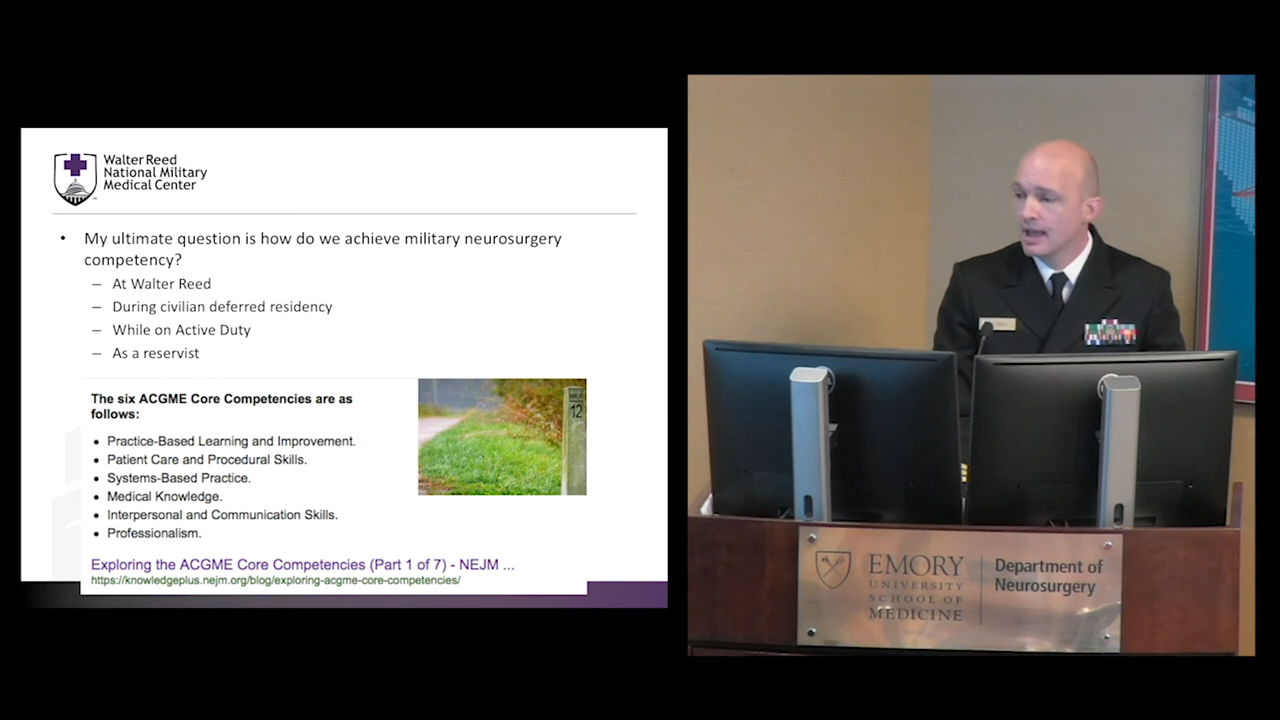 Walter Reed
National Military
Medical Center
• My ultimate question is how do we achieve military neurosurgery
competency?
– At Walter Reed
– During civilian deferred residency
– While on Active Duty
– As a reservist
The six ACGME Core Competencies are as
follows:
• Practice-Based Learning and Improvement.
• Patient Care and Procedural Skills.
• Systems-Based Practice.
• Medical Knowledge.
• Interpersonal and Communication Skills.
• Professionalism.
12
Exploring the ACGME Core Competencies (Part 1 of 7) - NEJM ...
https://knowledgeplus.nejm.org/blog/exploring-acgme-core-competencies/
EMORY
UNIVERSITY
SCHOOL OF
MEDICINE
Department of
Neurosurgery